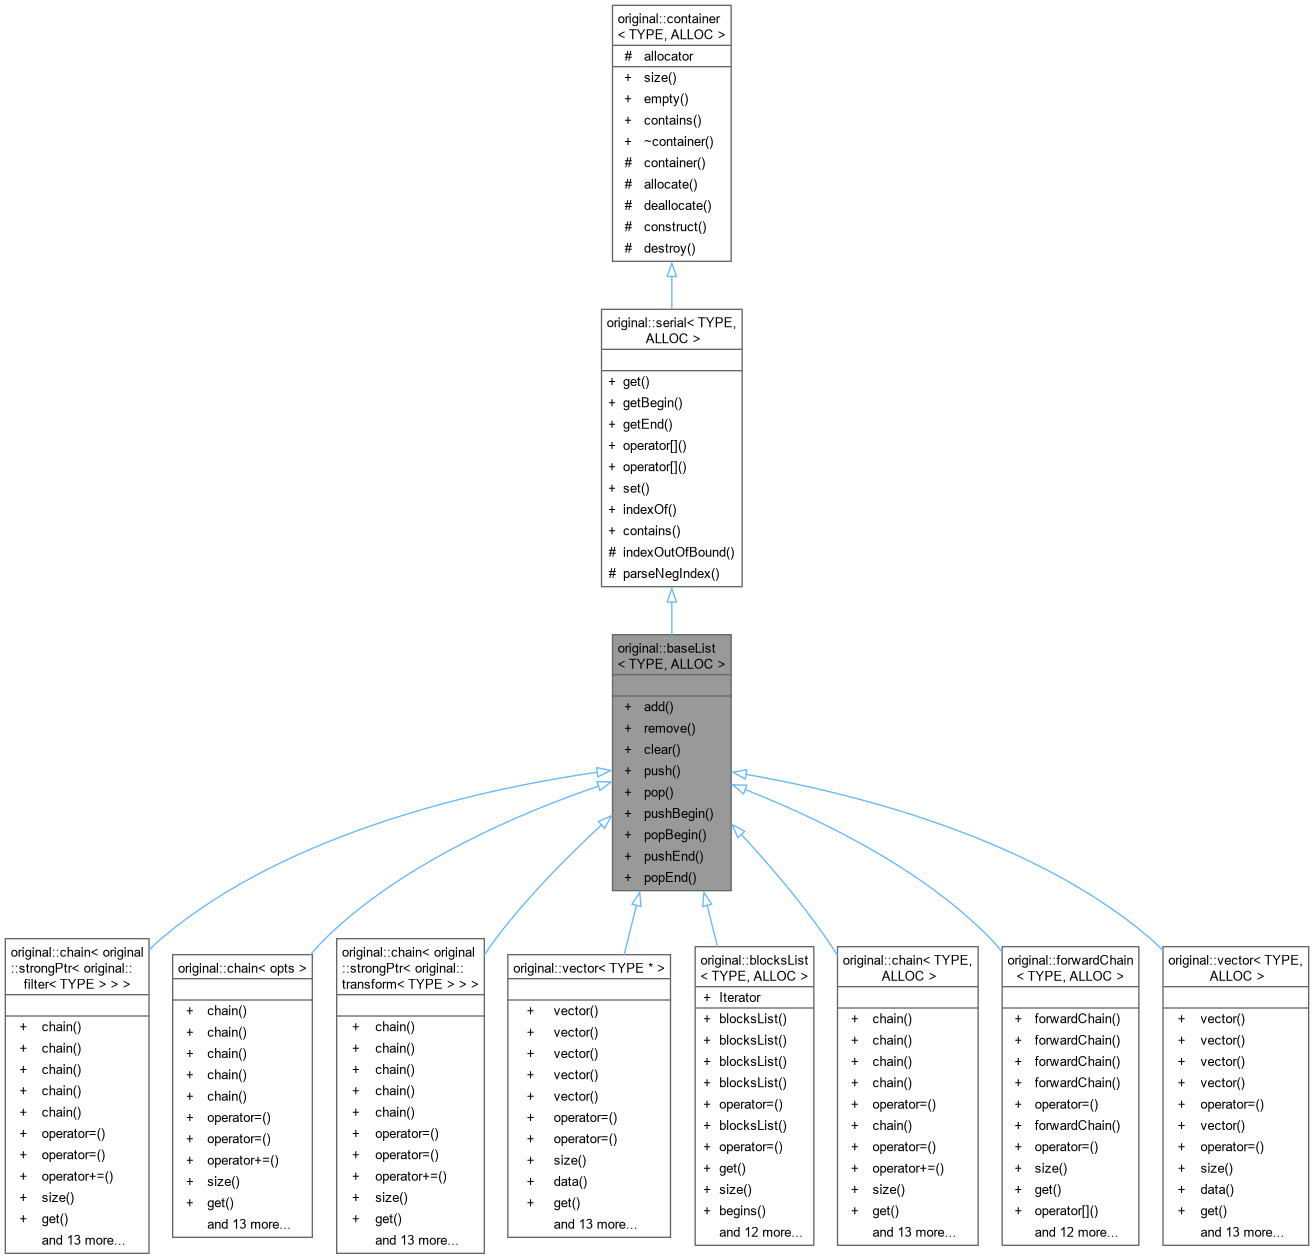 original::container
< TYPE, ALLOC >
# allocator
+ size()
+ empty()
+ contains()
+ ~container()
# container()
# allocate()
# deallocate()
# construct()
# destroy()
original::serial< TYPE,
ALLOC >
+ get()
+ getBegin()
+ getEnd()
+ operator[]()
+ operator[]()
+ set()
+ indexOf()
+ contains()
# indexOutOfBound()
# parseNegIndex()
original::baseList
< TYPE, ALLOC >
+ add()
+ remove()
+ clear()
+ push()
+ pop()
+ pushBegin()
+ popBegin()
+ pushEnd()
+ popEnd()
original::chain< original
::strongPtr< original::
filter< TYPE > > >
+ chain()
+ chain()
+ chain()
+ chain()
+ chain()
+ operator=()
+ operator=()
+ operator+=()
+ size()
+ get()
and 13 more...
original::chain< opts >
+ chain()
+ chain()
+ chain()
+ chain()
+ chain()
+ operator=()
+ operator=()
+ operator+=()
+ size()
+ get()
and 13 more...
original::chain< original
::strongPtr< original::
transform< TYPE > > >
+ chain()
+ chain()
+ chain()
+ chain()
+ chain()
+ operator=()
+ operator=()
+ operator+=()
+ size()
+ get()
and 13 more...
original::vector< TYPE * >
+ vector()
+ vector()
+ vector()
+ vector()
+ vector()
+ operator=()
+ operator=()
+ size()
+ data()
+ get()
and 13 more...
original::blocksList
< TYPE, ALLOC >
+ Iterator
+ blocksList()
+ blocksList()
+ blocksList()
+ blocksList()
+ operator=()
+ blocksList()
+ operator=()
+ get()
+ size()
+ begins()
and 12 more...
original::chain< TYPE,
ALLOC >
+ chain()
+ chain()
+ chain()
+ chain()
+ operator=()
+ chain()
+ operator=()
+ operator+=()
+ size()
+ get()
and 13 more...
original::forwardChain
< TYPE, ALLOC >
+ forwardChain()
+ forwardChain()
+ forwardChain()
+ forwardChain()
+ operator=()
+ forwardChain()
+ operator=()
+ size()
+ get()
+ operator[]()
and 12 more...
original::vector< TYPE,
ALLOC >
+ vector()
+ vector()
+ vector()
+ vector()
+ operator=()
+ vector()
+ operator=()
+ size()
+ data()
+ get()
and 13 more...